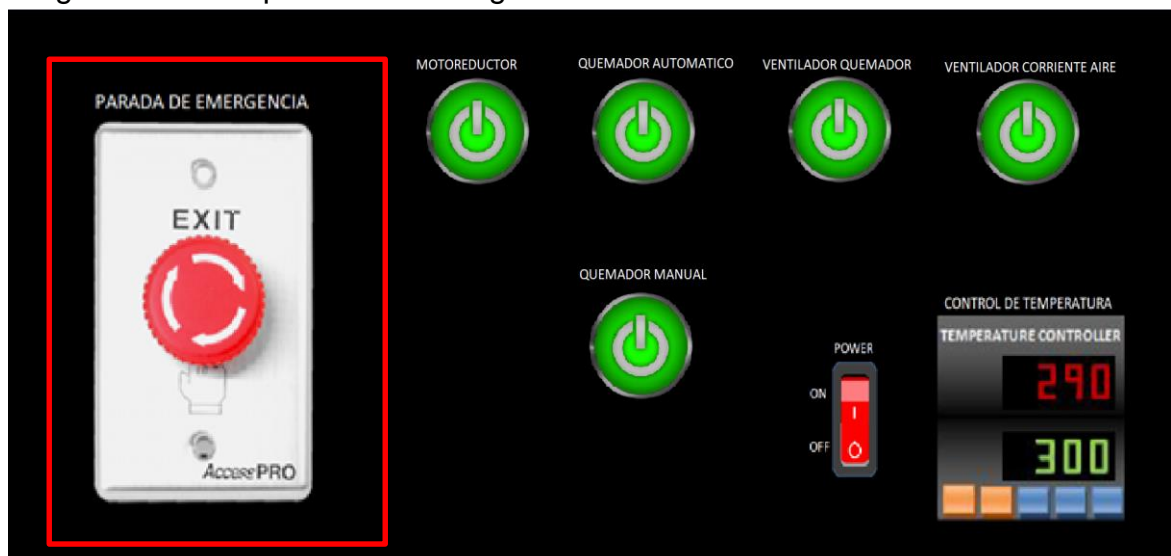 PARADA DE EMERGENCIA
EXIT
AccessPRO
MOTOREDUCTOR
QUEMADOR AUTOMATICO
VENTILADOR QUEMADOR
VENTILADOR CORRIENTE AIRE
QUEMADOR MANUAL
POWER
ON
OFF
CONTROL DE TEMPERATURA
TEMPERATURE CONTROLLER
290
300